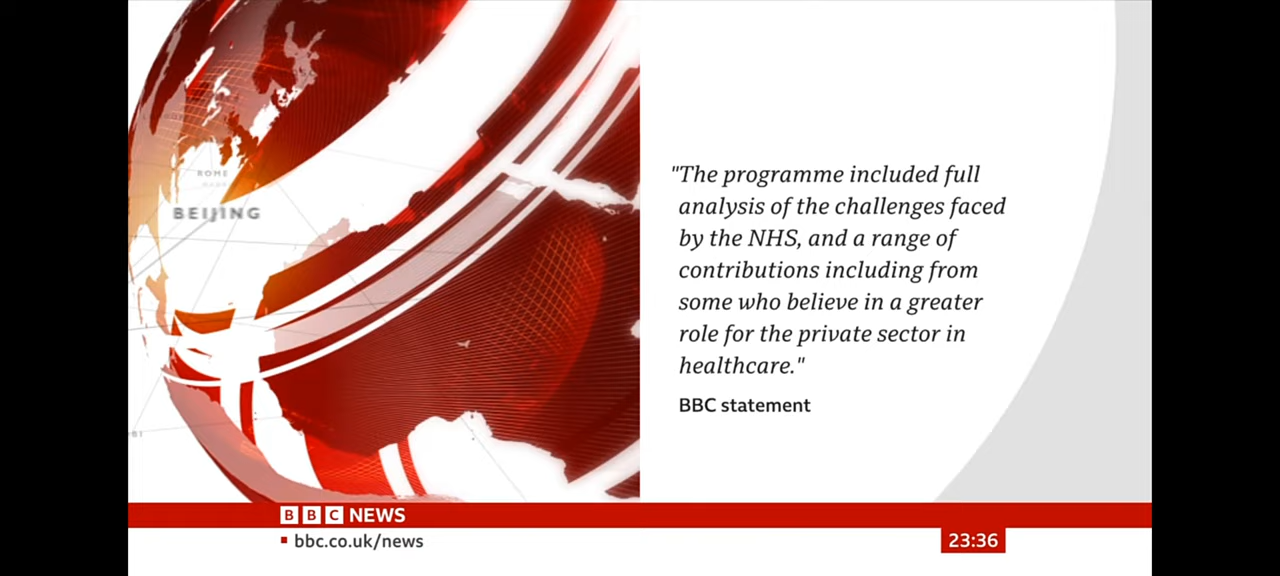 ROME
BEIJING
"The programme included full
analysis of the challenges faced
by the NHS, and a range of
contributions including from
some who believe in a greater
role for the private sector in
healthcare."
BBC statement
BBC NEWS
bbc.co.uk/news
23:36